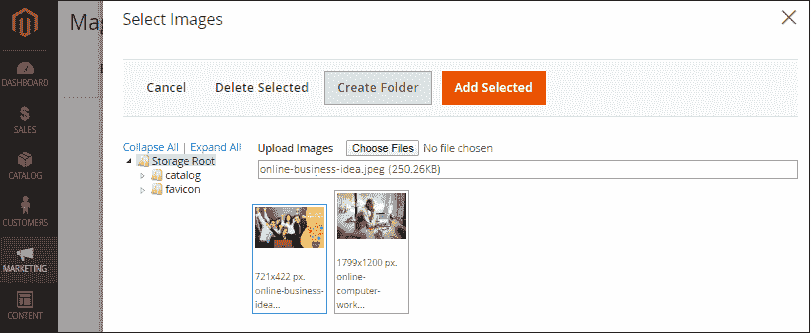 Mag
Select Images
Cancel
Delete Selected
Create Folder
Add Selected
DASHBOARD
SALES
CATALOG
CUSTOMERS
MARKETING
CONTENT
Collapse All | Expand All
Storage Root
catalog
favicon
Upload Images Choose Files No file chosen
online-business-idea.jpeg (250.26KB)
721x422 px.
online-business-
idea...
1799x1200 px.
online-
computer-
work...